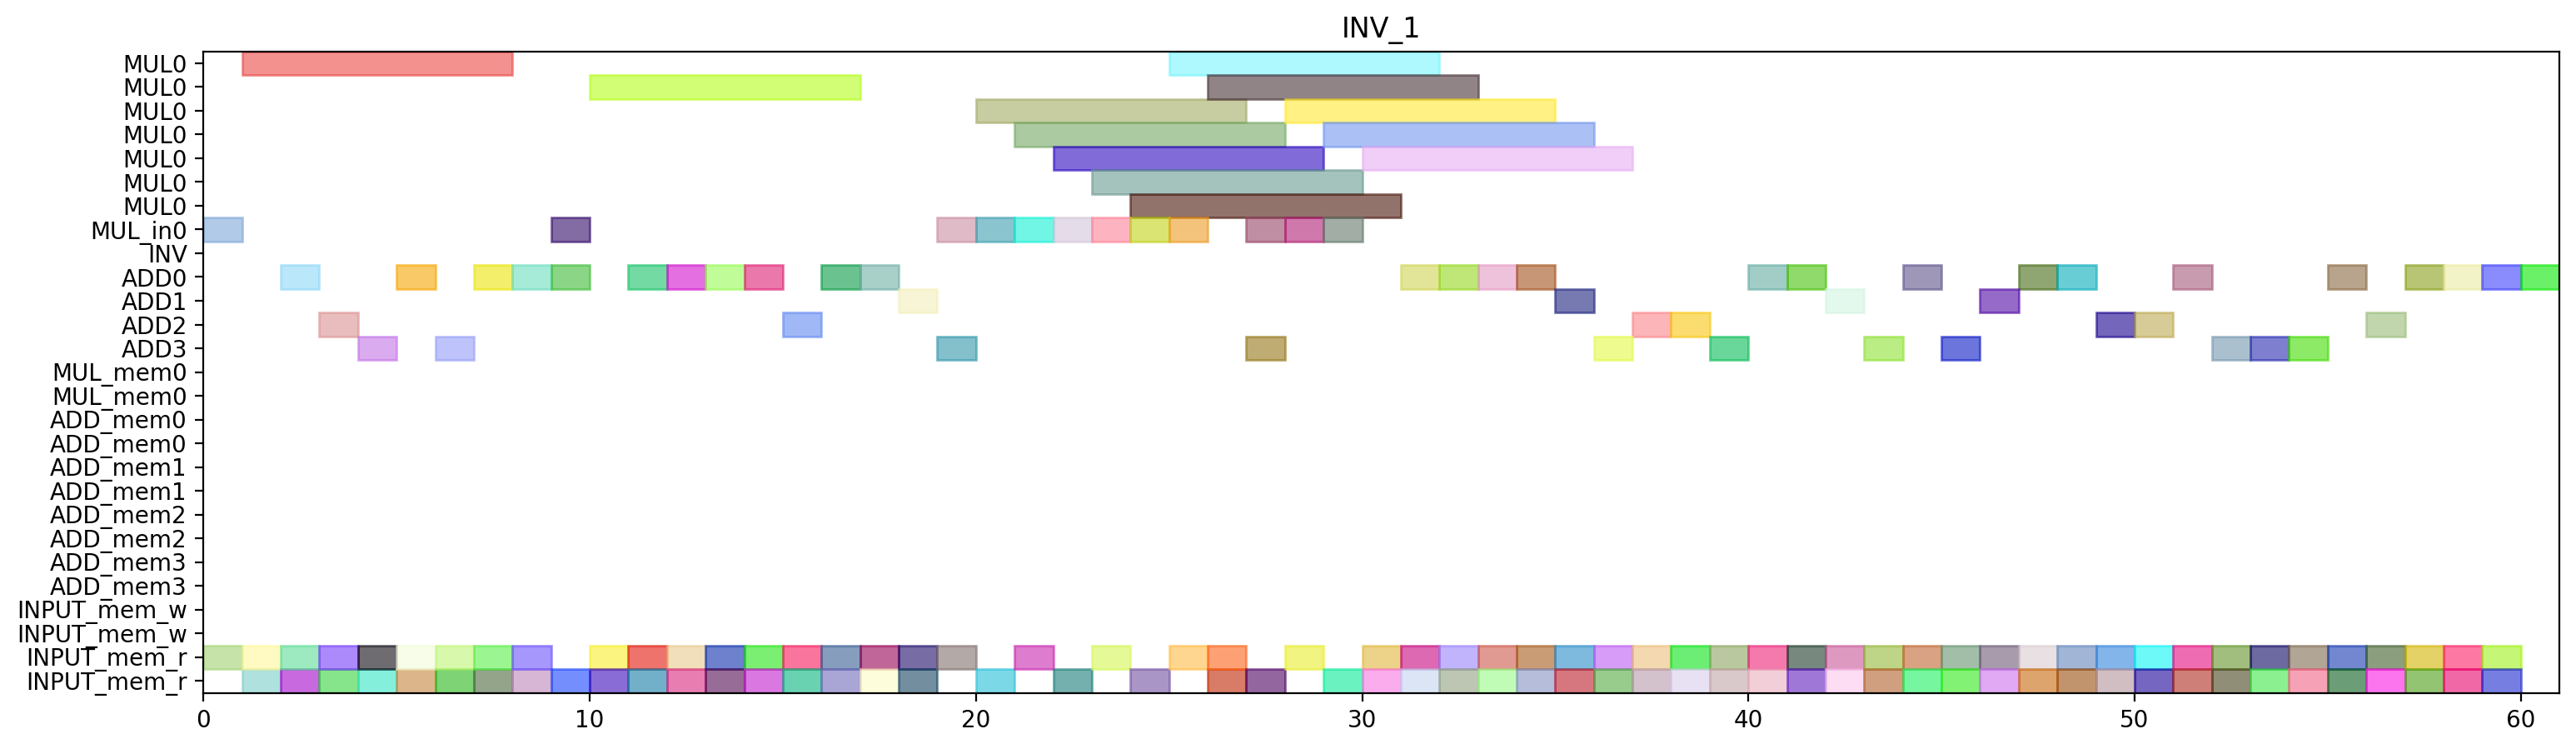 INV_1
MUL0
MUL0
MUL0
MUL0
MUL0
MUL0
MUL0
MUL_in0
INV
ADD0
ADD1
ADD2
ADD3
MUL_mem0
MUL_mem0
ADD_mem0
ADD_mem0
ADD_mem1
ADD_mem1
ADD_mem2
ADD_mem2
ADD_mem3
ADD_mem3
INPUT_mem_w
INPUT_mem_w
INPUT_mem_r
INPUT_mem_r
0 10 20 30 40 50 60